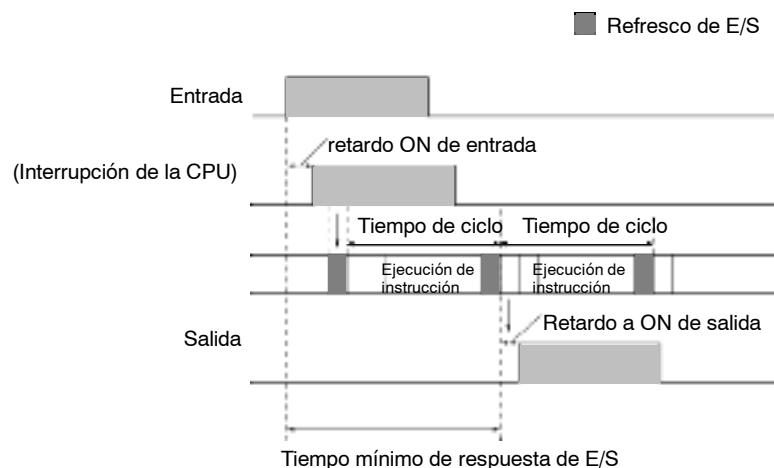 Refresco de E/S
Entrada
retardo ON de entrada
(Interrupción de la CPU)
Tiempo de ciclo
Tiempo de ciclo
Ejecución de
instrucción
Ejecución de
instrucción
Retardo a ON de salida
Salida
Tiempo mínimo de respuesta de E/S